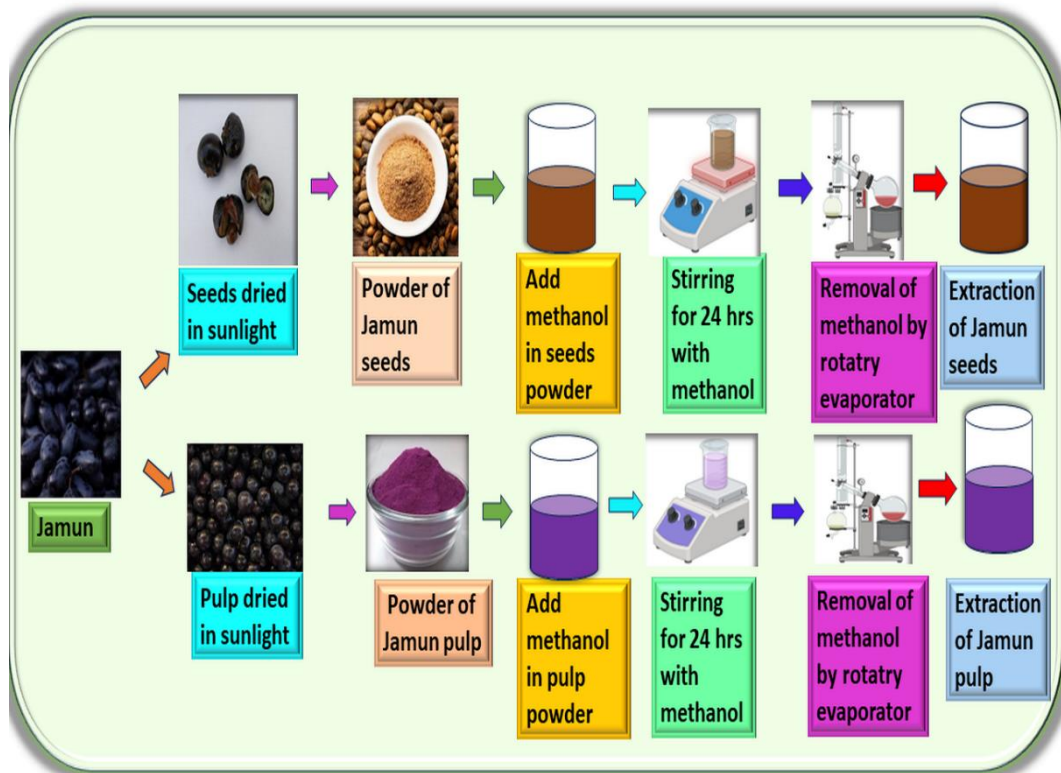 Seeds dried
in sunlight
Powder of
Jamun
seeds
Add
methanol
in seeds
powder
Stirring
for 24 hrs
with
methanol
Removal of
methanol by
rotatry
evaporator
Extraction
of Jamun
seeds
Jamun
Pulp dried
in sunlight
Powder of
Jamun pulp
Add
methanol
in pulp
powder
Stirring
for 24 hrs
with
methanol
Removal of
methanol
by rotatry
evaporator
Extraction
of Jamun
pulp